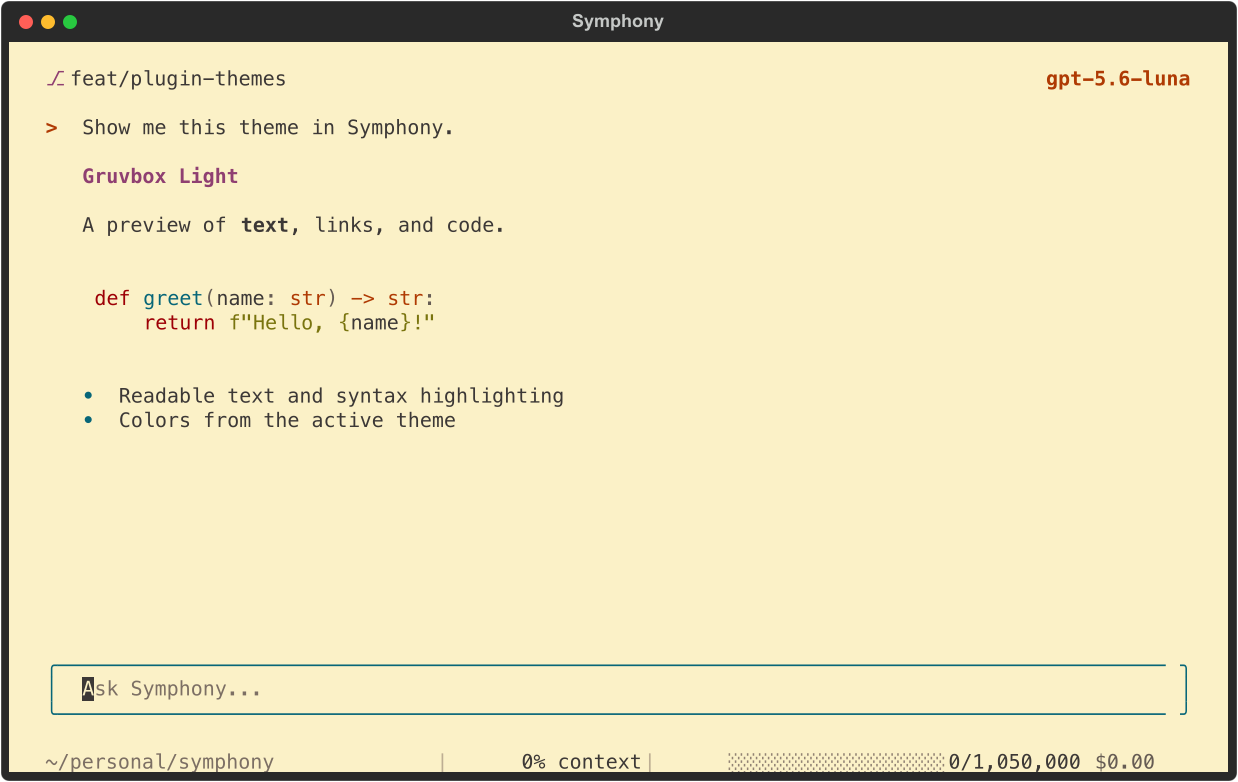 Symphony
feat/plugin-themes gpt-5.6-luna
> Show me this theme in Symphony.
Gruvbox Light
A preview of text, links, and code.
def greet(name: str) -> str:
    return f"Hello, {name}!"
• Readable text and syntax highlighting
• Colors from the active theme
Ask Symphony...
~/personal/symphony | 0% context | 0/1,050,000 $0.00